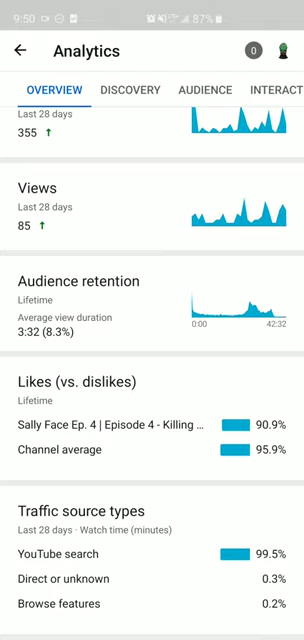 9:50 87%
Analytics 0
OVERVIEW DISCOVERY AUDIENCE INTERACT
Last 28 days
355 ↑
Views
Last 28 days
85 ↑
Audience retention
Lifetime
Average view duration
3:32 (8.3%)
0:00 42:32
Likes (vs. dislikes)
Lifetime
Sally Face Ep. 4 | Episode 4 - Killing ... 90.9%
Channel average 95.9%
Traffic source types
Last 28 days · Watch time (minutes)
YouTube search 99.5%
Direct or unknown 0.3%
Browse features 0.2%